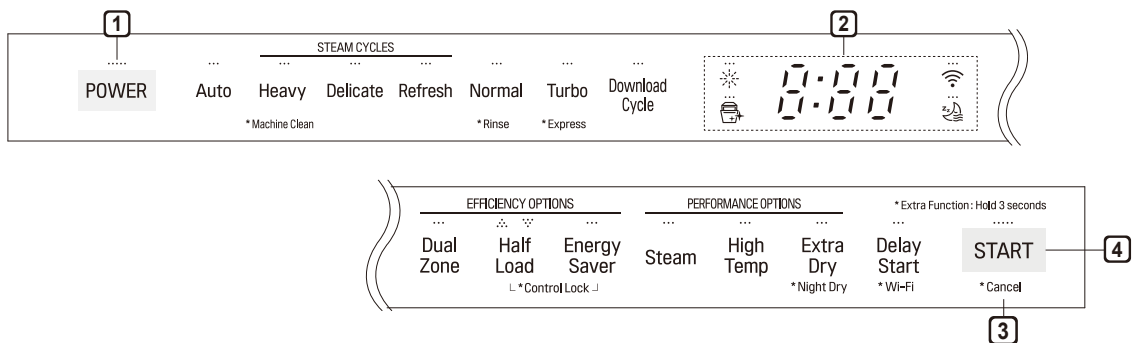 1
2
STEAM CYCLES
POWER Auto Heavy Delicate Refresh Normal Turbo Download
Cycle
8:88
*Machine Clean *Rinse *Express
EFFICIENCY OPTIONS PERFORMANCE OPTIONS *Extra Function: Hold 3 seconds
Dual Half Energy Steam High Extra Delay START 4
Zone Load Saver Temp Dry Start
*Control Lock *Night Dry *Wi-Fi *Cancel
3